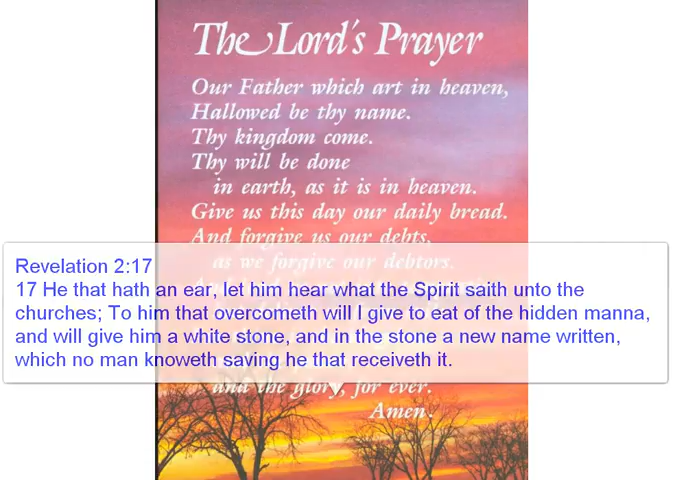 The Lord's Prayer
Our Father which art in heaven,
Hallowed be thy name.
Thy kingdom come.
Thy will be done
in earth, as it is in heaven.
Give us this day our daily bread.
And forgive us our debts,
as we forgive our debtors.
Revelation 2:17
17 He that hath an ear, let him hear what the Spirit saith unto the
churches; To him that overcometh will I give to eat of the hidden manna,
and will give him a white stone, and in the stone a new name written,
which no man knoweth saving he that receiveth it.
and the glory, for ever.
Amen.